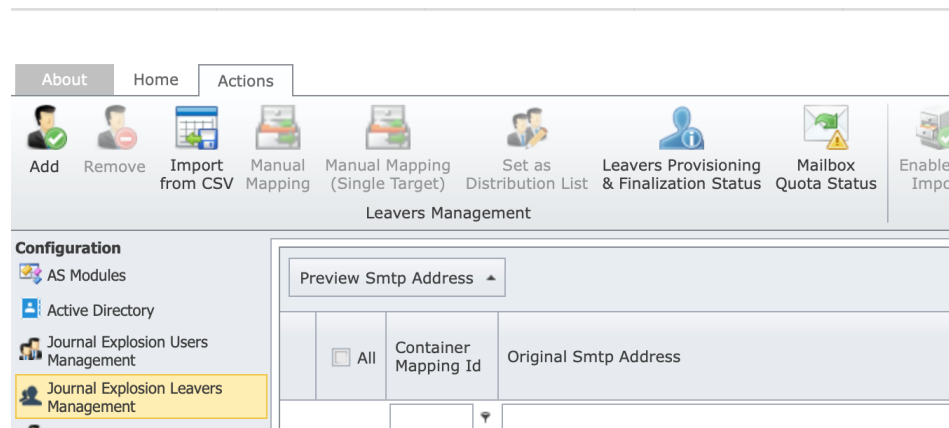 About Home Actions
Add Remove Import from CSV Manual Mapping Manual Mapping (Single Target) Set as Distribution List Leavers Provisioning & Finalization Status Mailbox Quota Status Enable
Leavers Management
Configuration
AS Modules
Active Directory
Journal Explosion Users
Management
Journal Explosion Leavers
Management
Preview Smtp Address
All
Container
Mapping Id
Original Smtp Address